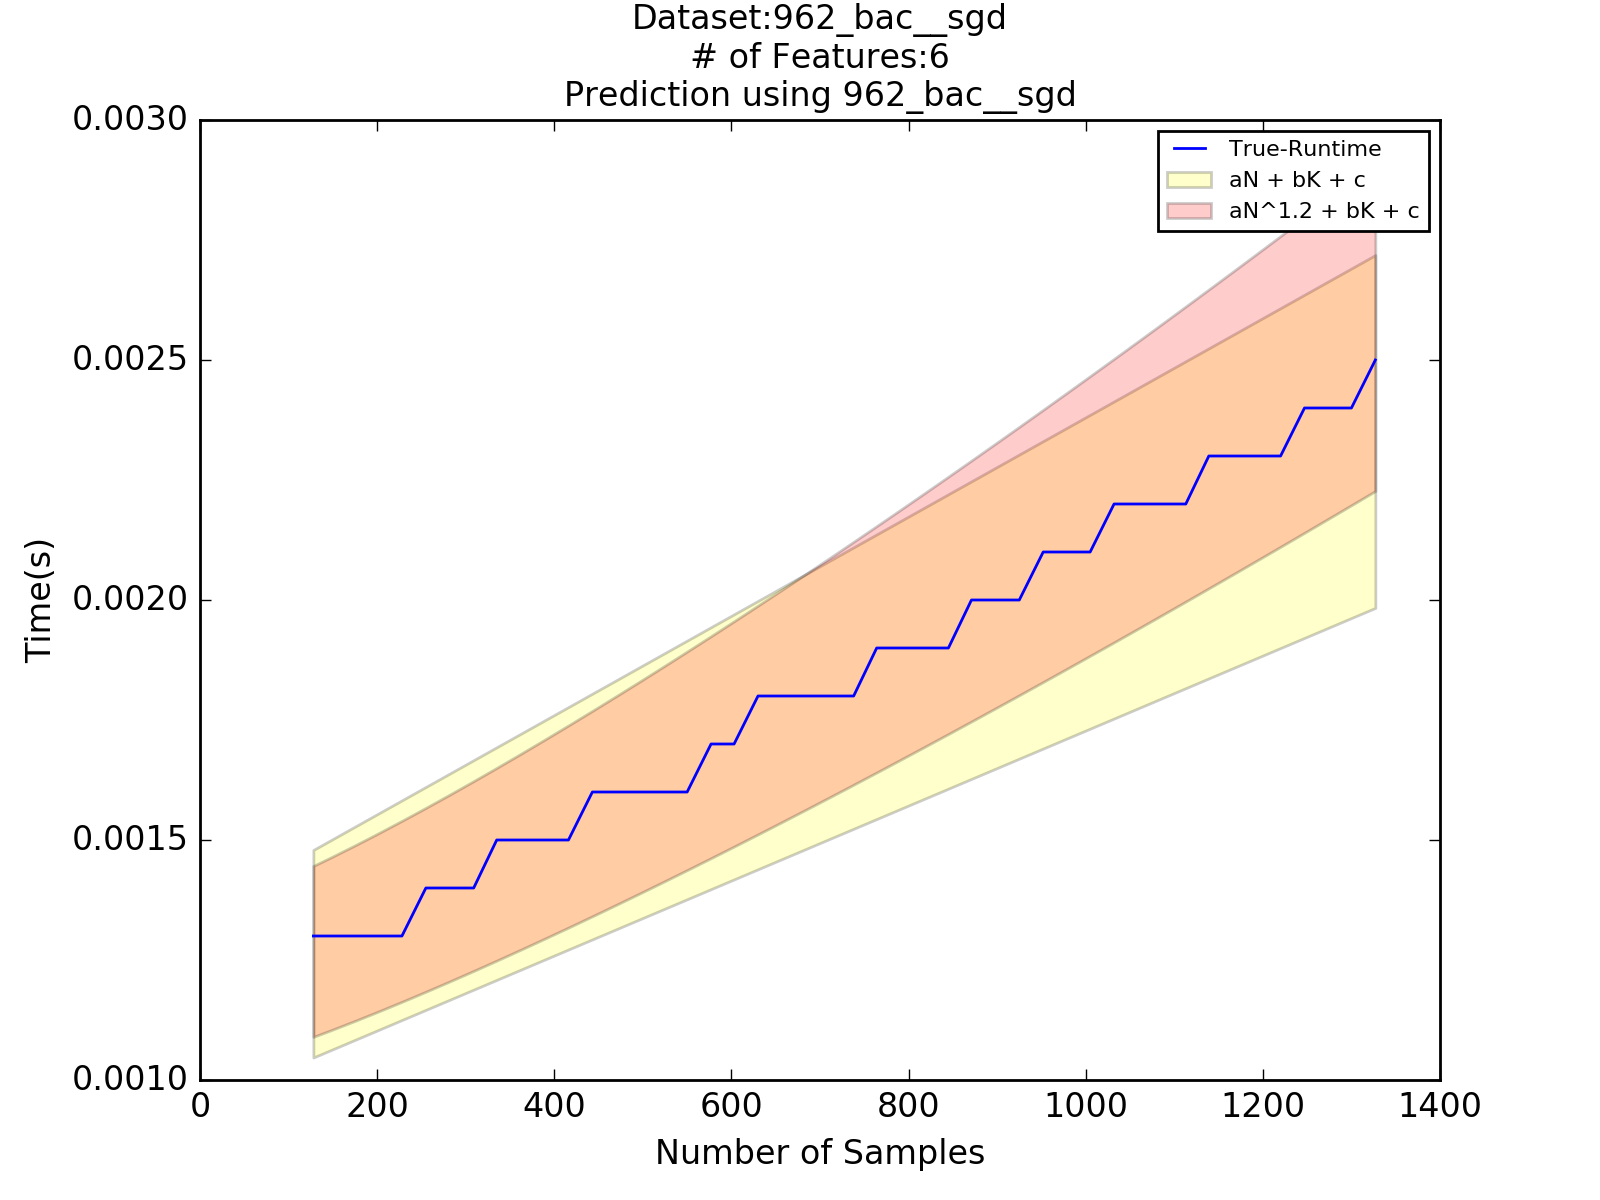 Dataset:962_bac__sgd
# of Features:6
Prediction using 962_bac__sgd
0.0030
0.0025
0.0020
0.0015
0.0010
Time(s)
True-Runtime
aN + bK + c
aN^1.2 + bK + c
0 200 400 600 800 1000 1200 1400
Number of Samples